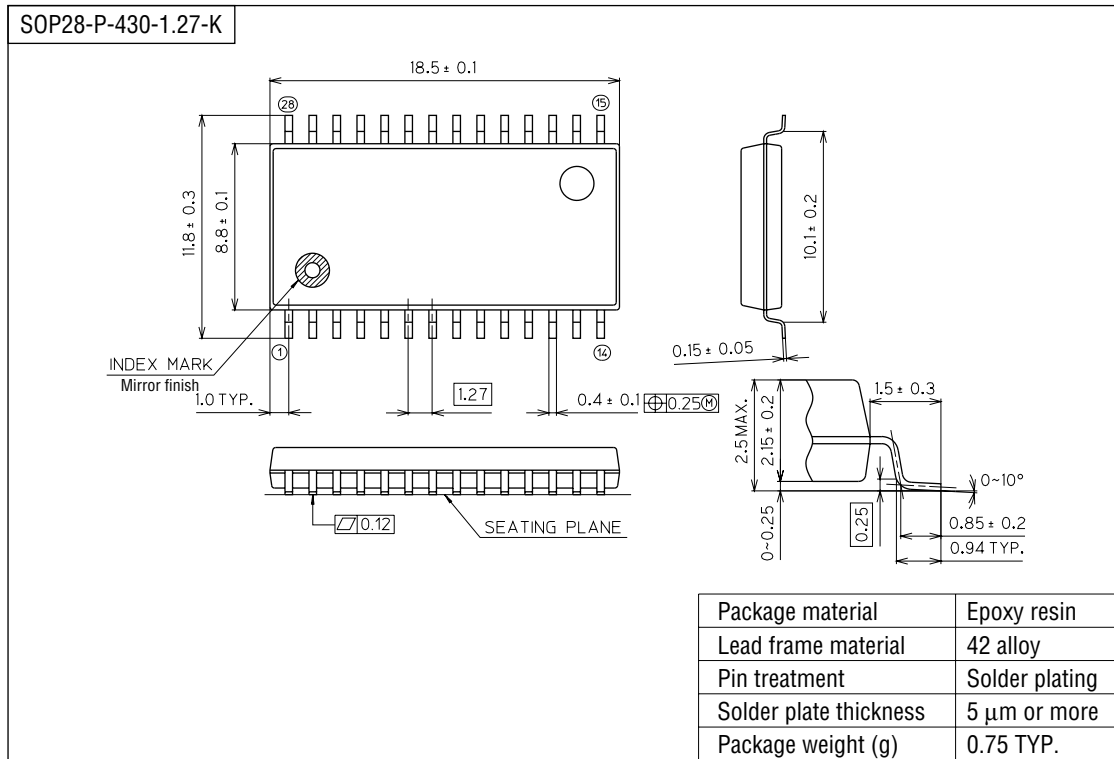 SOP28-P-430-1.27-K
18.5 ± 0.1
28
15
11.8 ± 0.3
8.8 ± 0.1
10.1 ± 0.2
1
14
INDEX MARK
Mirror finish
1.0 TYP.
1.27
0.4 ± 0.1
0.25 Ⓜ
0.15 ± 0.05
1.5 ± 0.3
2.5 MAX.
2.15 ± 0.2
0~10°
0~0.25
0.25
0.85 ± 0.2
0.94 TYP.
0.12
SEATING PLANE
Package material Epoxy resin
Lead frame material 42 alloy
Pin treatment Solder plating
Solder plate thickness 5 µm or more
Package weight (g) 0.75 TYP.